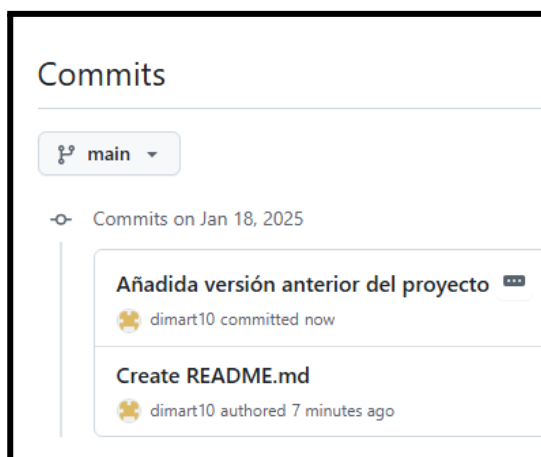 Commits
main
Commits on Jan 18, 2025
Añadida versión anterior del proyecto
dimart10 committed now
Create README.md
dimart10 authored 7 minutes ago